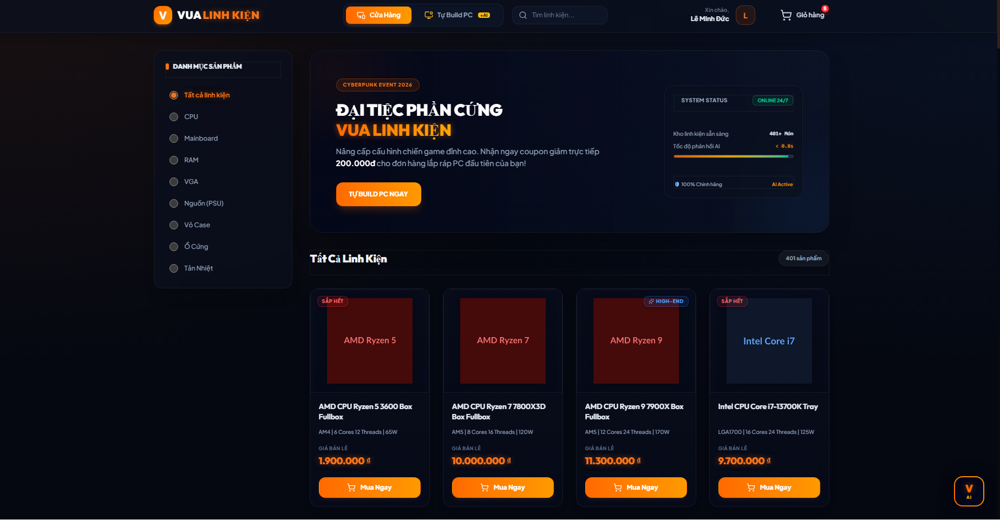 V VUA LINH KIỆN
Cửa Hàng
Tự Build PC
+AI
Tìm linh kiện...
Xin chào,
Lê Minh Đức
L
Giỏ hàng
8
DANH MỤC SẢN PHẨM
Tất cả linh kiện
CPU
Mainboard
RAM
VGA
Nguồn (PSU)
Vỏ Case
Ổ Cứng
Tản Nhiệt
CYBERPUNK EVENT 2026
ĐẠI TIỆC PHẦN CỨNG
VUA LINH KIỆN
Nâng cấp cấu hình chiến game đỉnh cao. Nhận ngay coupon giảm trực tiếp
200.000đ cho đơn hàng lắp ráp PC đầu tiên của bạn!
TỰ BUILD PC NGAY
SYSTEM STATUS
ONLINE 24/7
Kho linh kiện sẵn sàng
401+ Món
Tốc độ phản hồi AI
< 0.8s
100% Chính hãng
AI Active
Tất Cả Linh Kiện
401 sản phẩm
SẮP HẾT
AMD Ryzen 5
AMD CPU Ryzen 5 3600 Box
Fullbox
AM4 | 6 Cores 12 Threads | 65W
GIÁ BÁN LẺ
1.900.000 ₫
Mua Ngay
AMD Ryzen 7
AMD CPU Ryzen 7 7800X3D
Box Fullbox
AM5 | 8 Cores 16 Threads | 120W
GIÁ BÁN LẺ
10.000.000 ₫
Mua Ngay
HIGH-END
AMD Ryzen 9
AMD CPU Ryzen 9 7900X Box
Fullbox
AM5 | 12 Cores 24 Threads | 170W
GIÁ BÁN LẺ
11.300.000 ₫
Mua Ngay
SẮP HẾT
Intel Core i7
Intel CPU Core i7-13700K Tray
LGA1700 | 16 Cores 24 Threads | 125W
GIÁ BÁN LẺ
9.700.000 ₫
Mua Ngay
V
AI